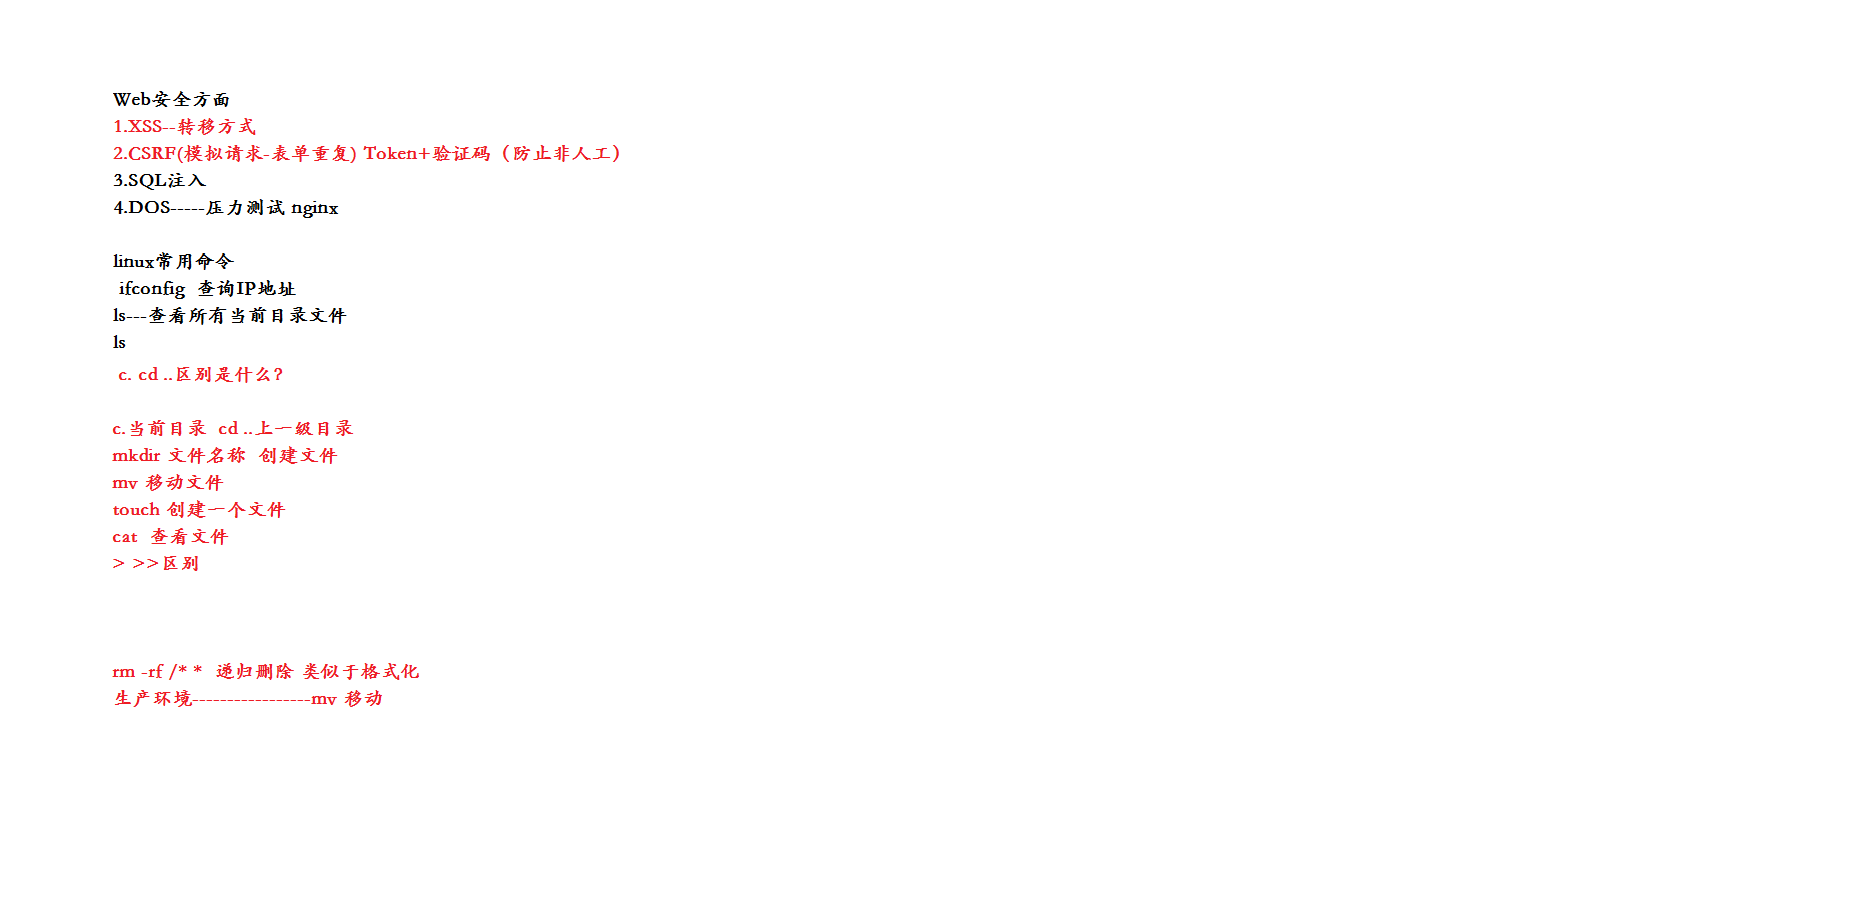 Web安全方面
1.XSS--转移方式
2.CSRF(模拟请求-表单重复) Token+验证码（防止非人工）
3.SQL注入
4.DOS-----压力测试 nginx
linux常用命令
ifconfig 查询IP地址
ls---查看所有当前目录文件
ls
c. cd ..区别是什么?
c.当前目录 cd ..上一级目录
mkdir 文件名称 创建文件
mv 移动文件
touch 创建一个文件
cat 查看文件
> >>区别
rm -rf /* * 递归删除 类似于格式化
生产环境-----------------mv 移动